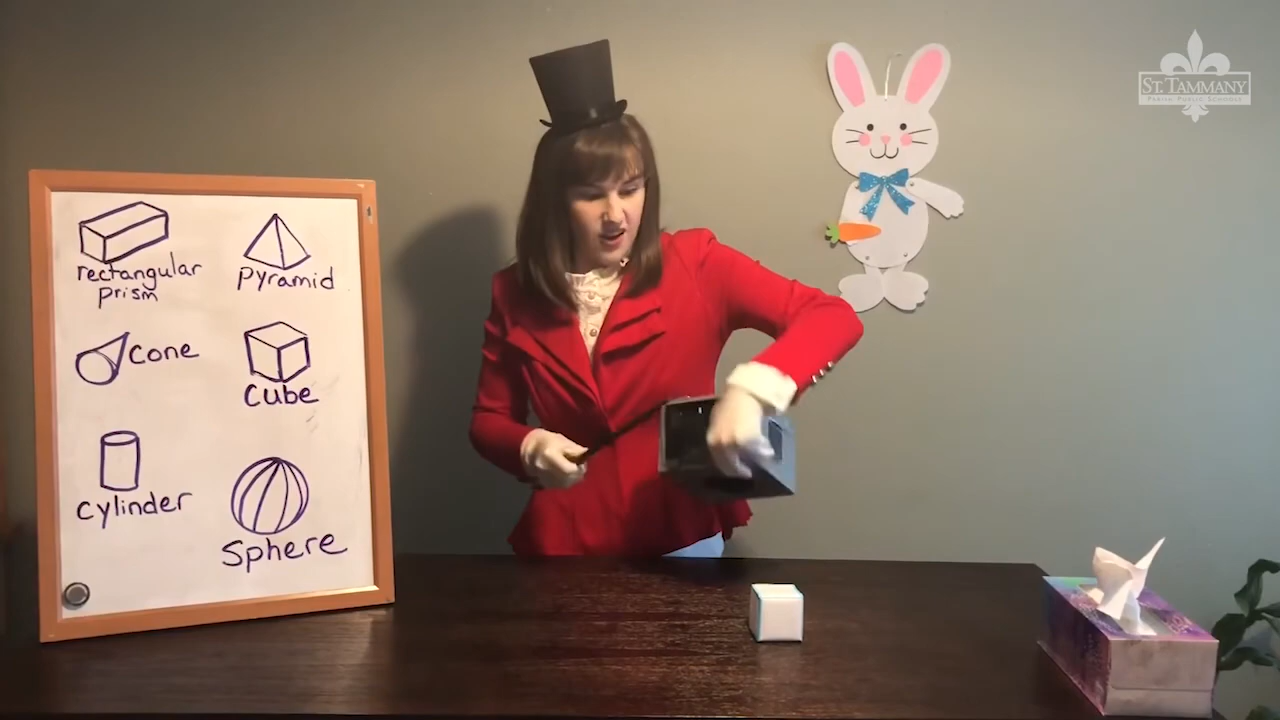 rectangular
prism
pyramid
Cone
Cube
Cylinder
Sphere
ST. TAMMANY
PARISH PUBLIC SCHOOLS